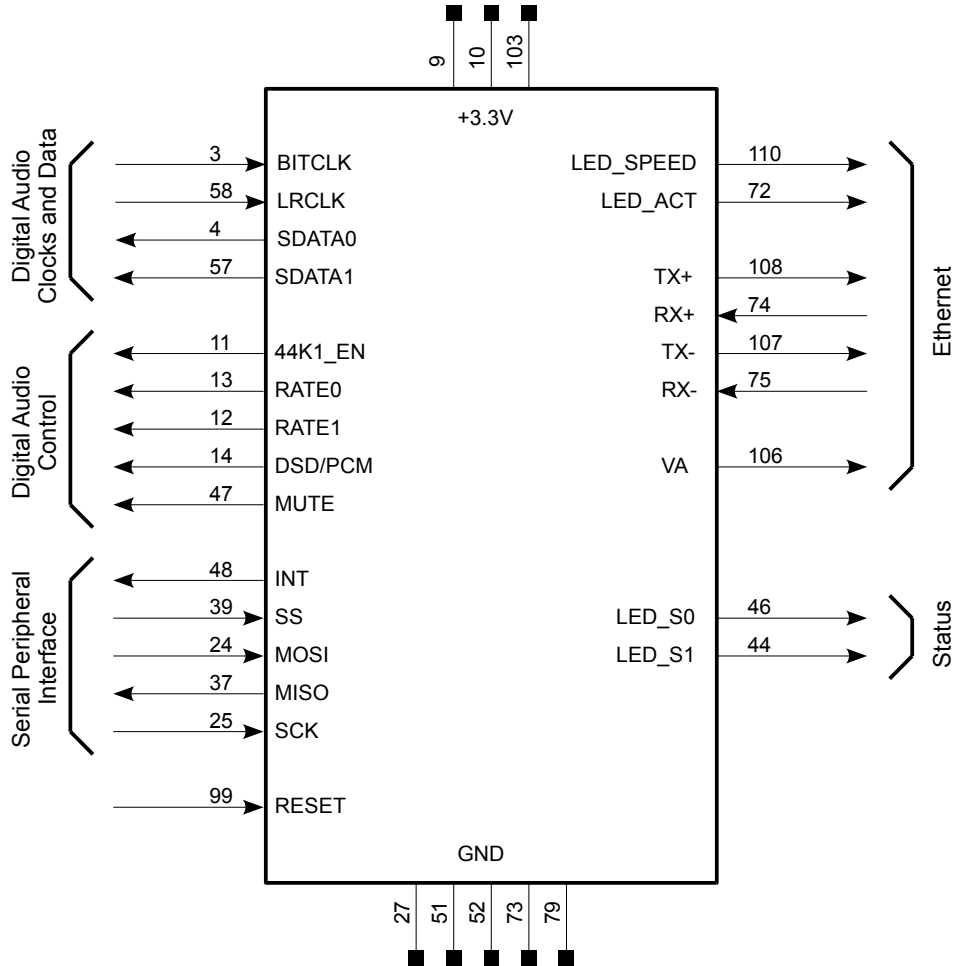 9
10
103
+3.3V
Digital Audio
Clocks and Data
3 BITCLK
58 LRCLK
4 SDATA0
57 SDATA1
Digital Audio
Control
11 44K1_EN
13 RATE0
12 RATE1
14 DSD/PCM
47 MUTE
Serial Peripheral
Interface
48 INT
39 SS
24 MOSI
37 MISO
25 SCK
99 RESET
LED_SPEED 110
LED_ACT 72
TX+ 108
RX+ 74
TX- 107
RX- 75
VA 106
Ethernet
LED_S0 46
LED_S1 44
Status
GND
27
51
52
73
79